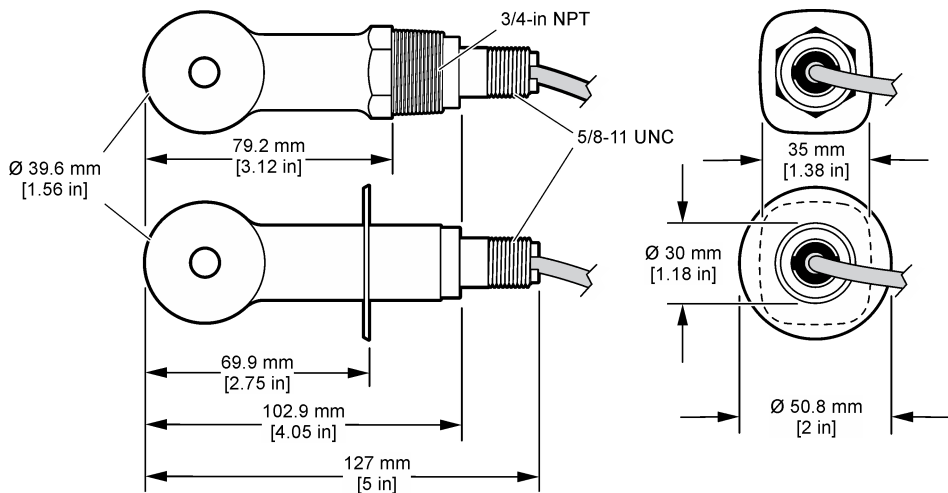 3/4-in NPT
5/8-11 UNC
79.2 mm
[3.12 in]
Ø 39.6 mm
[1.56 in]
35 mm
[1.38 in]
Ø 30 mm
[1.18 in]
69.9 mm
[2.75 in]
102.9 mm
[4.05 in]
Ø 50.8 mm
[2 in]
127 mm
[5 in]